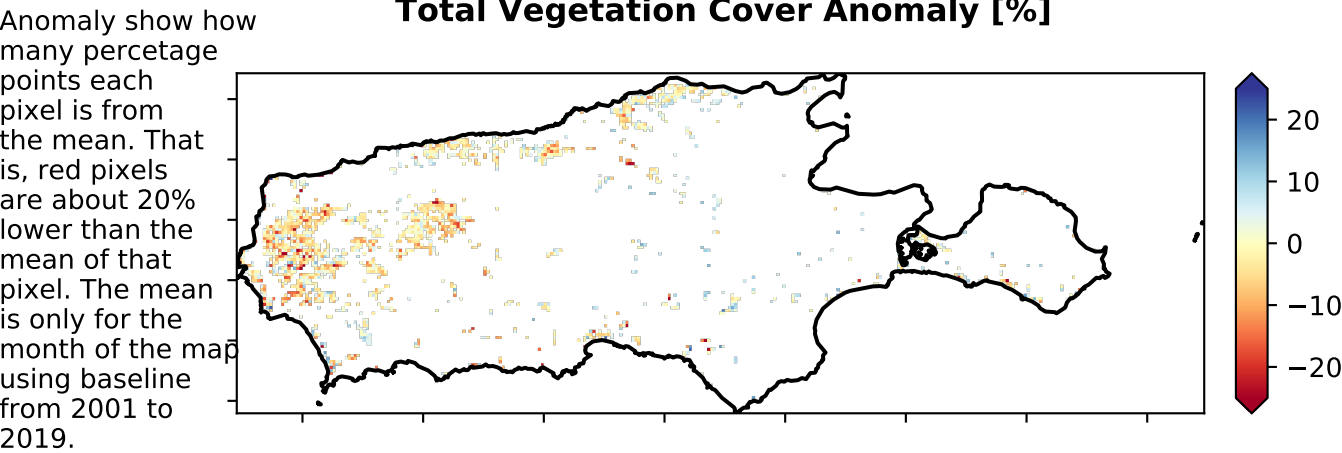 Total Vegetation Cover Anomaly [%]
Anomaly show how
many percetage
points each
pixel is from
the mean. That
is, red pixels
are about 20%
lower than the
mean of that
pixel. The mean
is only for the
month of the map
using baseline
from 2001 to
2019.
20
10
0
−10
−20